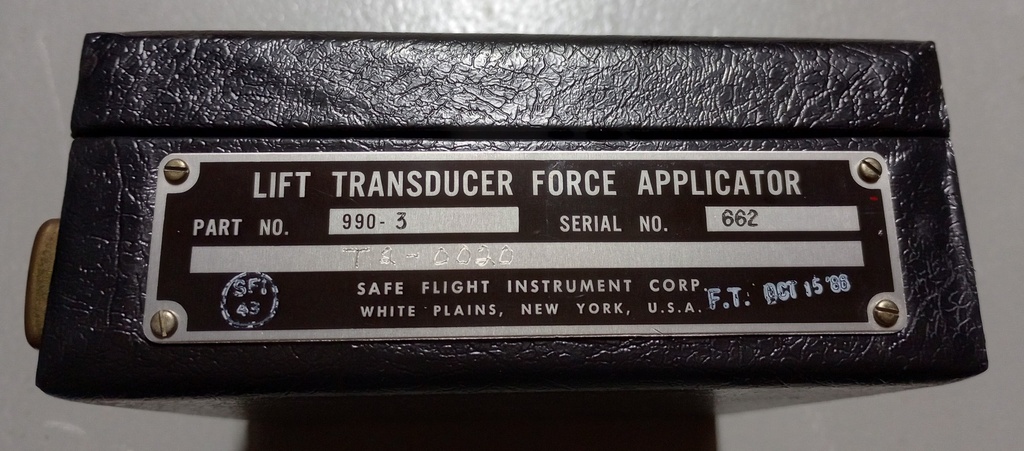 LIFT TRANSDUCER FORCE APPLICATOR
PART NO. 990-3 SERIAL NO. 662
TE-0020
SFI
43
SAFE FLIGHT INSTRUMENT CORP.
WHITE PLAINS, NEW YORK, U.S.A.
F.T. OCT 15 '86